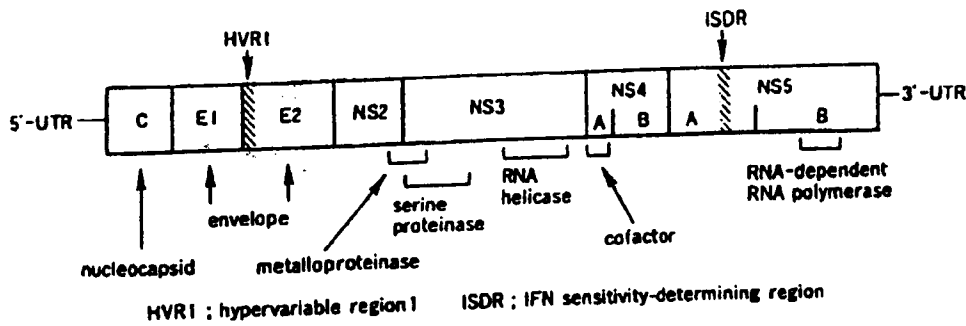 HVR1
ISDR
5'-UTR
C
E1
E2
NS2
NS3
NS4
A
B
NS5
A
B
3'-UTR
envelope
nucleocapsid
metalloproteinase
serine
proteinase
RNA
helicase
cofactor
RNA-dependent
RNA polymerase
HVR1 ; hypervariable region 1
ISDR ; IFN sensitivity-determining region